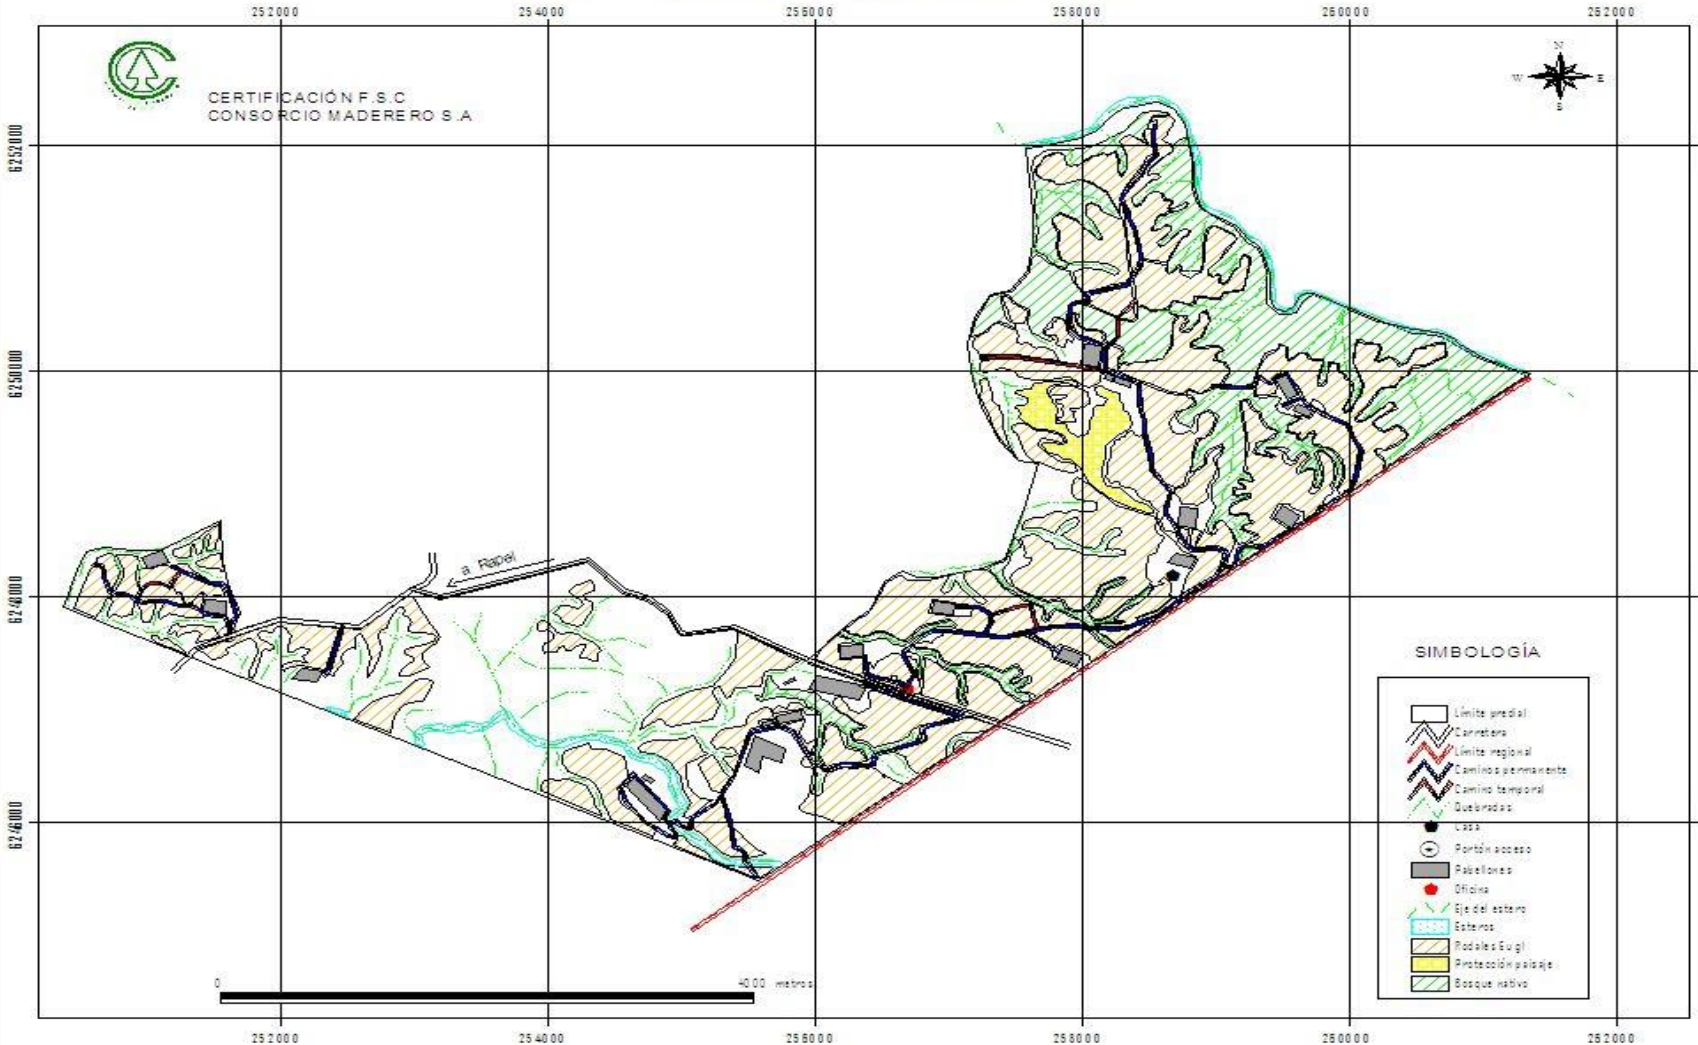 252000 254000 256000 258000 260000 262000
CERTIFICACIÓN F.S.C
CONSORCIO MADERERO S.A
N
W E
S
6252000
6250000
6248000
6246000
a Rapel
SIMBOLOGÍA
Límite predial
Carretera
Límite regional
Caminos permanente
Camino temporal
Quebradas
Casa
Portón acceso
Pabellones
Oficina
Eje del estero
Esteros
Rodales Eu gl
Protección paisaje
Bosque nativo
0 4000 metros
252000 254000 256000 258000 260000 262000